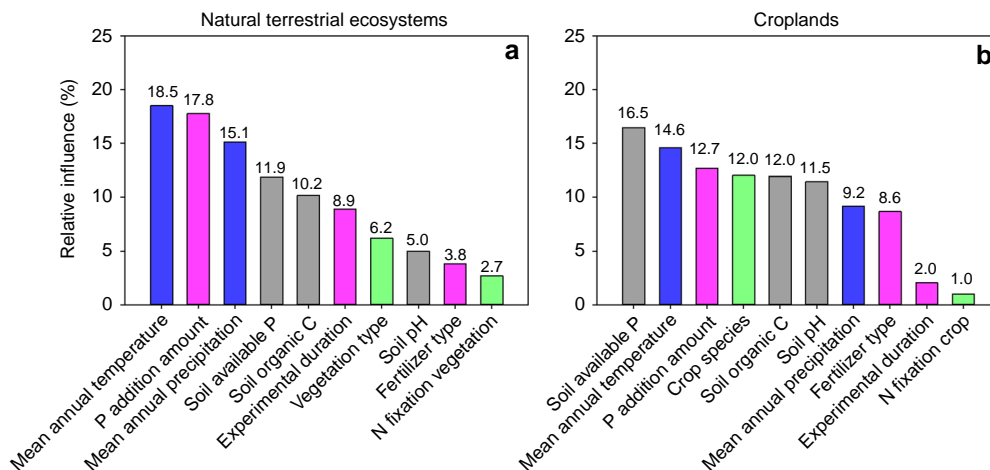 Natural terrestrial ecosystems
a
Relative influence (%)
25
20
15
10
5
0
18.5
17.8
15.1
11.9
10.2
8.9
6.2
5.0
3.8
2.7
Mean annual temperature
P addition amount
Mean annual precipitation
Soil available P
Soil organic C
Experimental duration
Vegetation type
Soil pH
Fertilizer type
N fixation vegetation
Croplands
b
25
20
15
10
5
0
16.5
14.6
12.7
12.0
12.0
11.5
9.2
8.6
2.0
1.0
Soil available P
Mean annual temperature
P addition amount
Crop species
Soil organic C
Soil pH
Mean annual precipitation
Fertilizer type
Experimental duration
N fixation crop